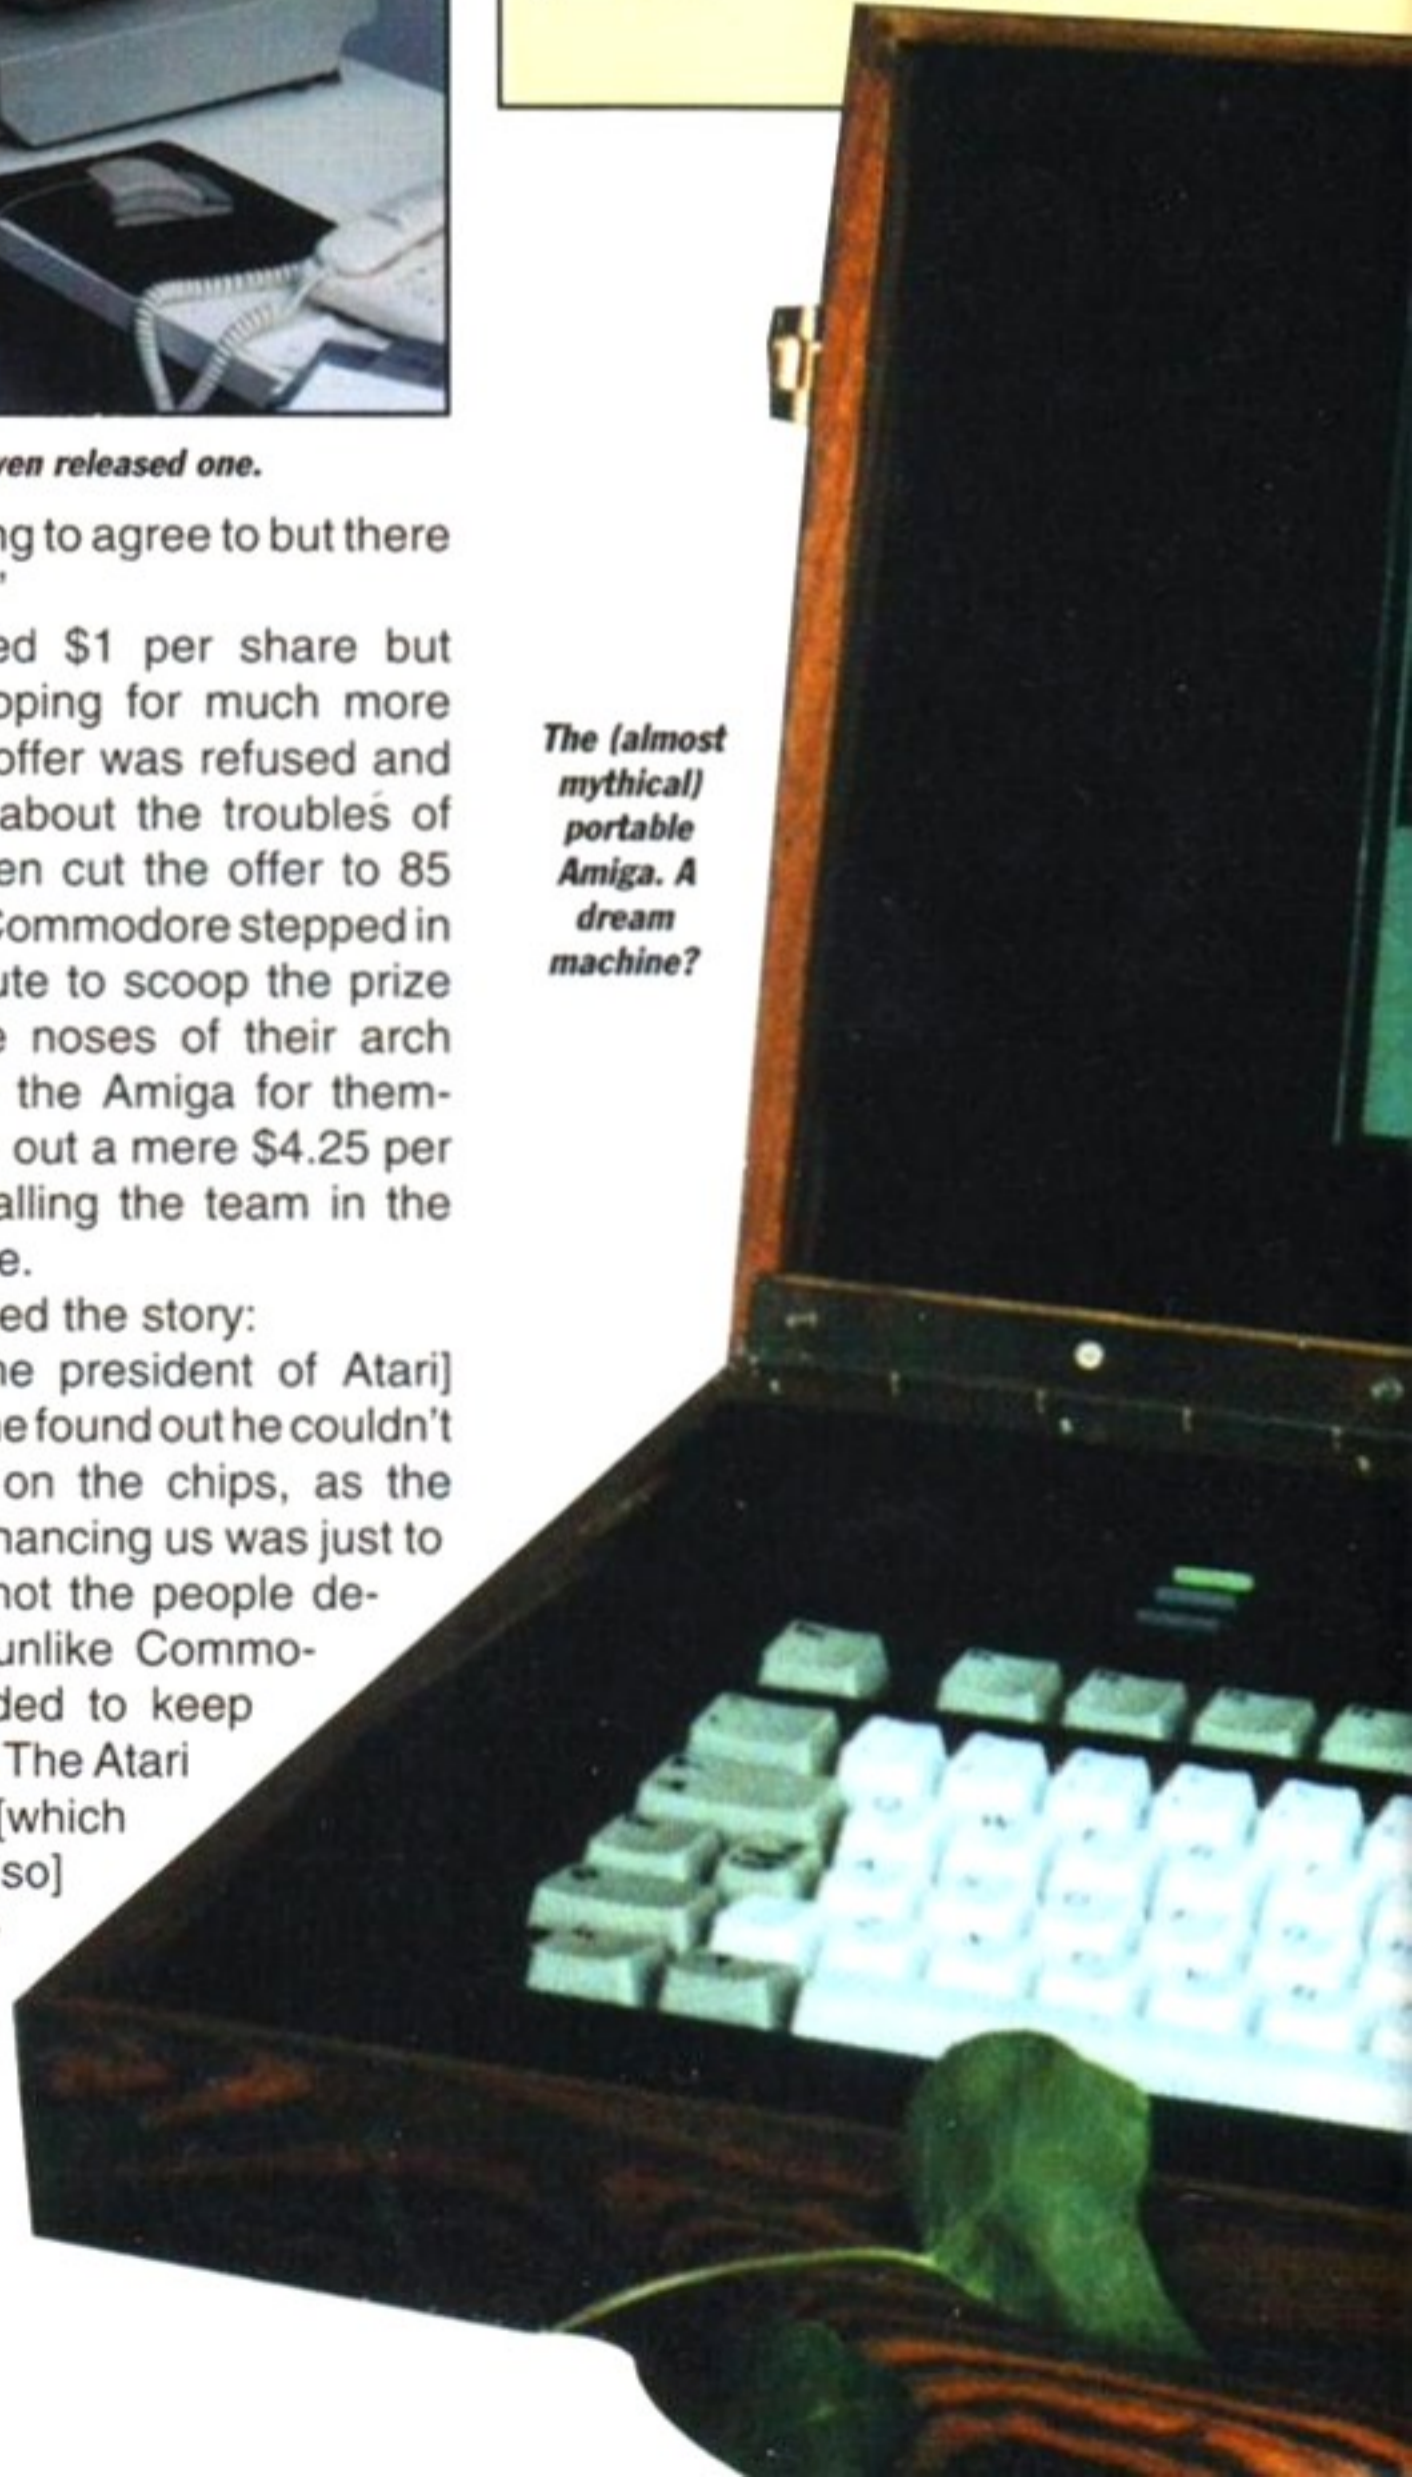 ven released one.
ng to agree to but there
”
ed $1 per share but
oping for much more
offer was refused and
about the troubles of
en cut the offer to 85
Commodore stepped in
ute to scoop the prize
e noses of their arch
the Amiga for them-
out a mere $4.25 per
alling the team in the
e.
ed the story:
he president of Atari]
he found out he couldn't
on the chips, as the
nancing us was just to
not the people de-
unlike Commo-
ded to keep
The Atari
[which
so]
The (almost
mythical)
portable
Amiga. A
dream
machine?